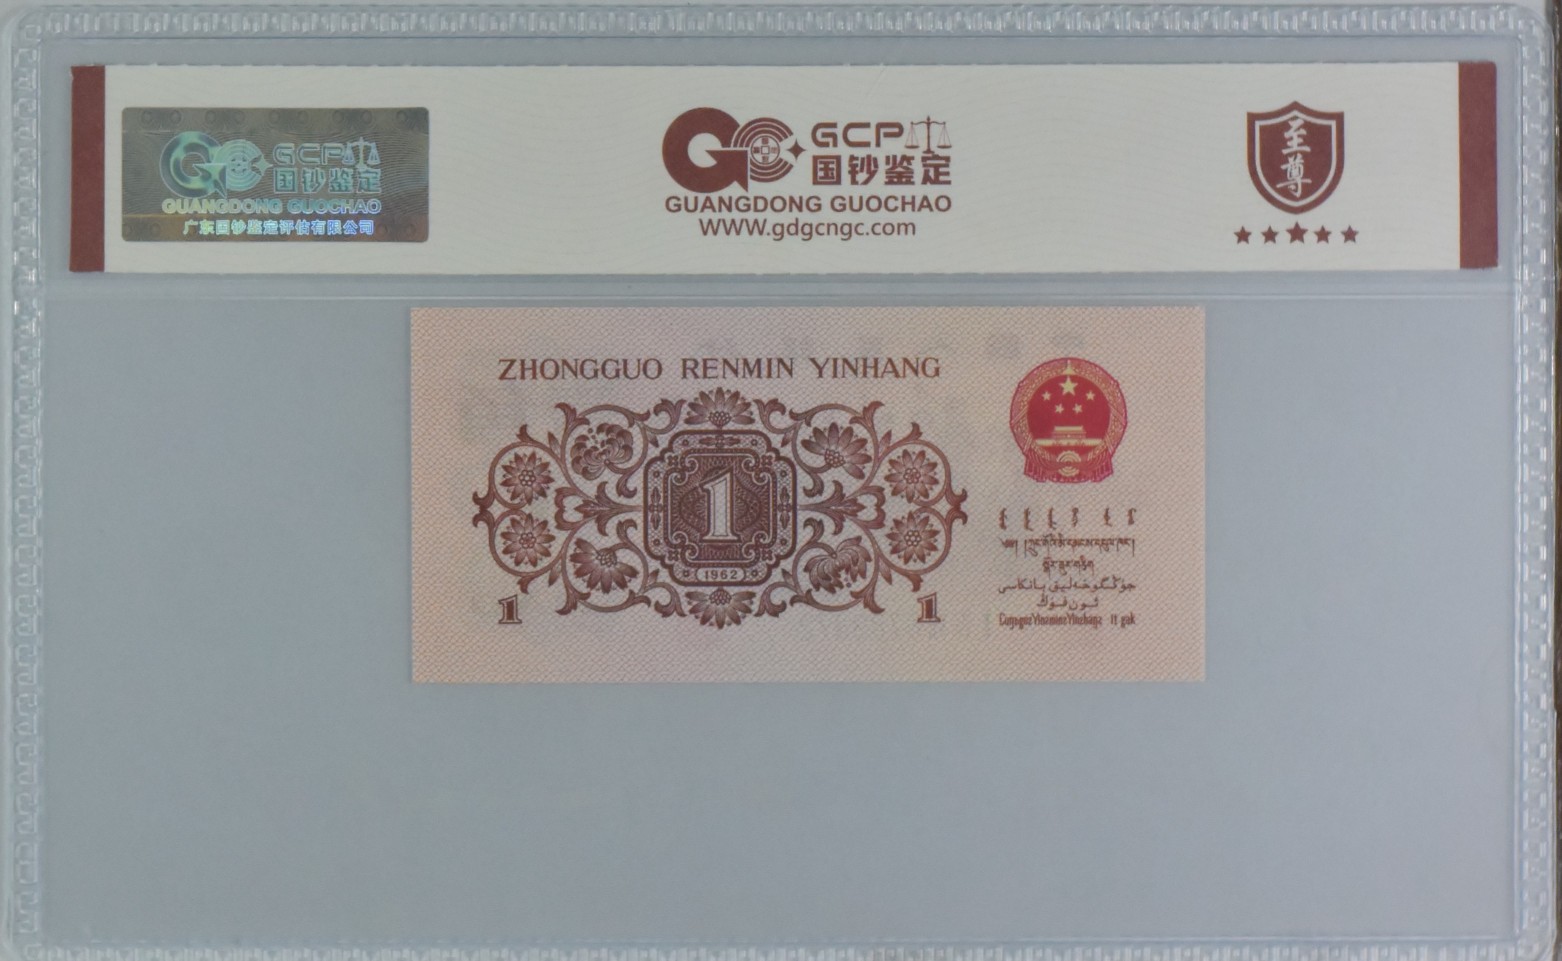 GCP
国钞鉴定
GUANGDONG GUOCHAO
广东国钞鉴定评估有限公司
GCP
国钞鉴定
GUANGDONG GUOCHAO
WWW.gdgcngc.com
至尊
ZHONGGUO RENMIN YINHANG
1
1962
1
1
جۇڭگوخەلىق بانكاسى